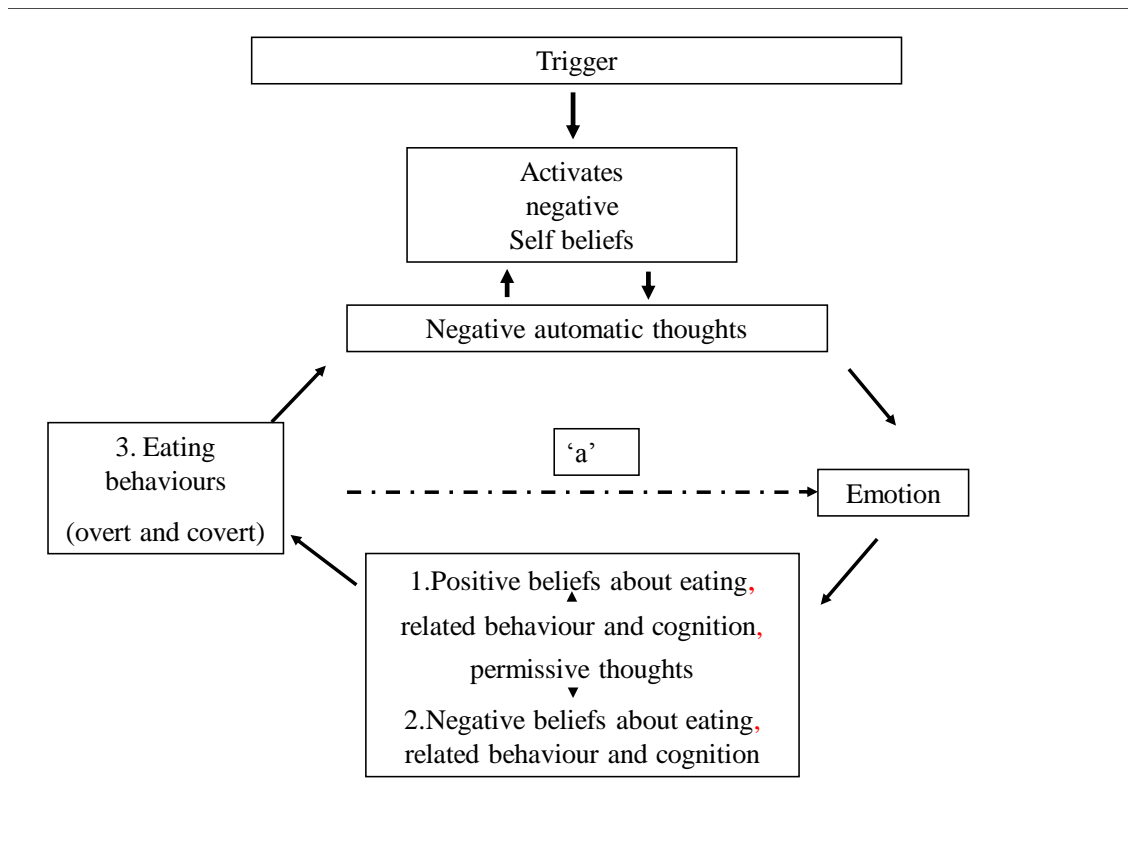 Trigger
Activates
negative
Self beliefs
Negative automatic thoughts
3. Eating
behaviours
(overt and covert)
‘a’
Emotion
1.Positive beliefs about eating,
related behaviour and cognition,
permissive thoughts
2.Negative beliefs about eating,
related behaviour and cognition